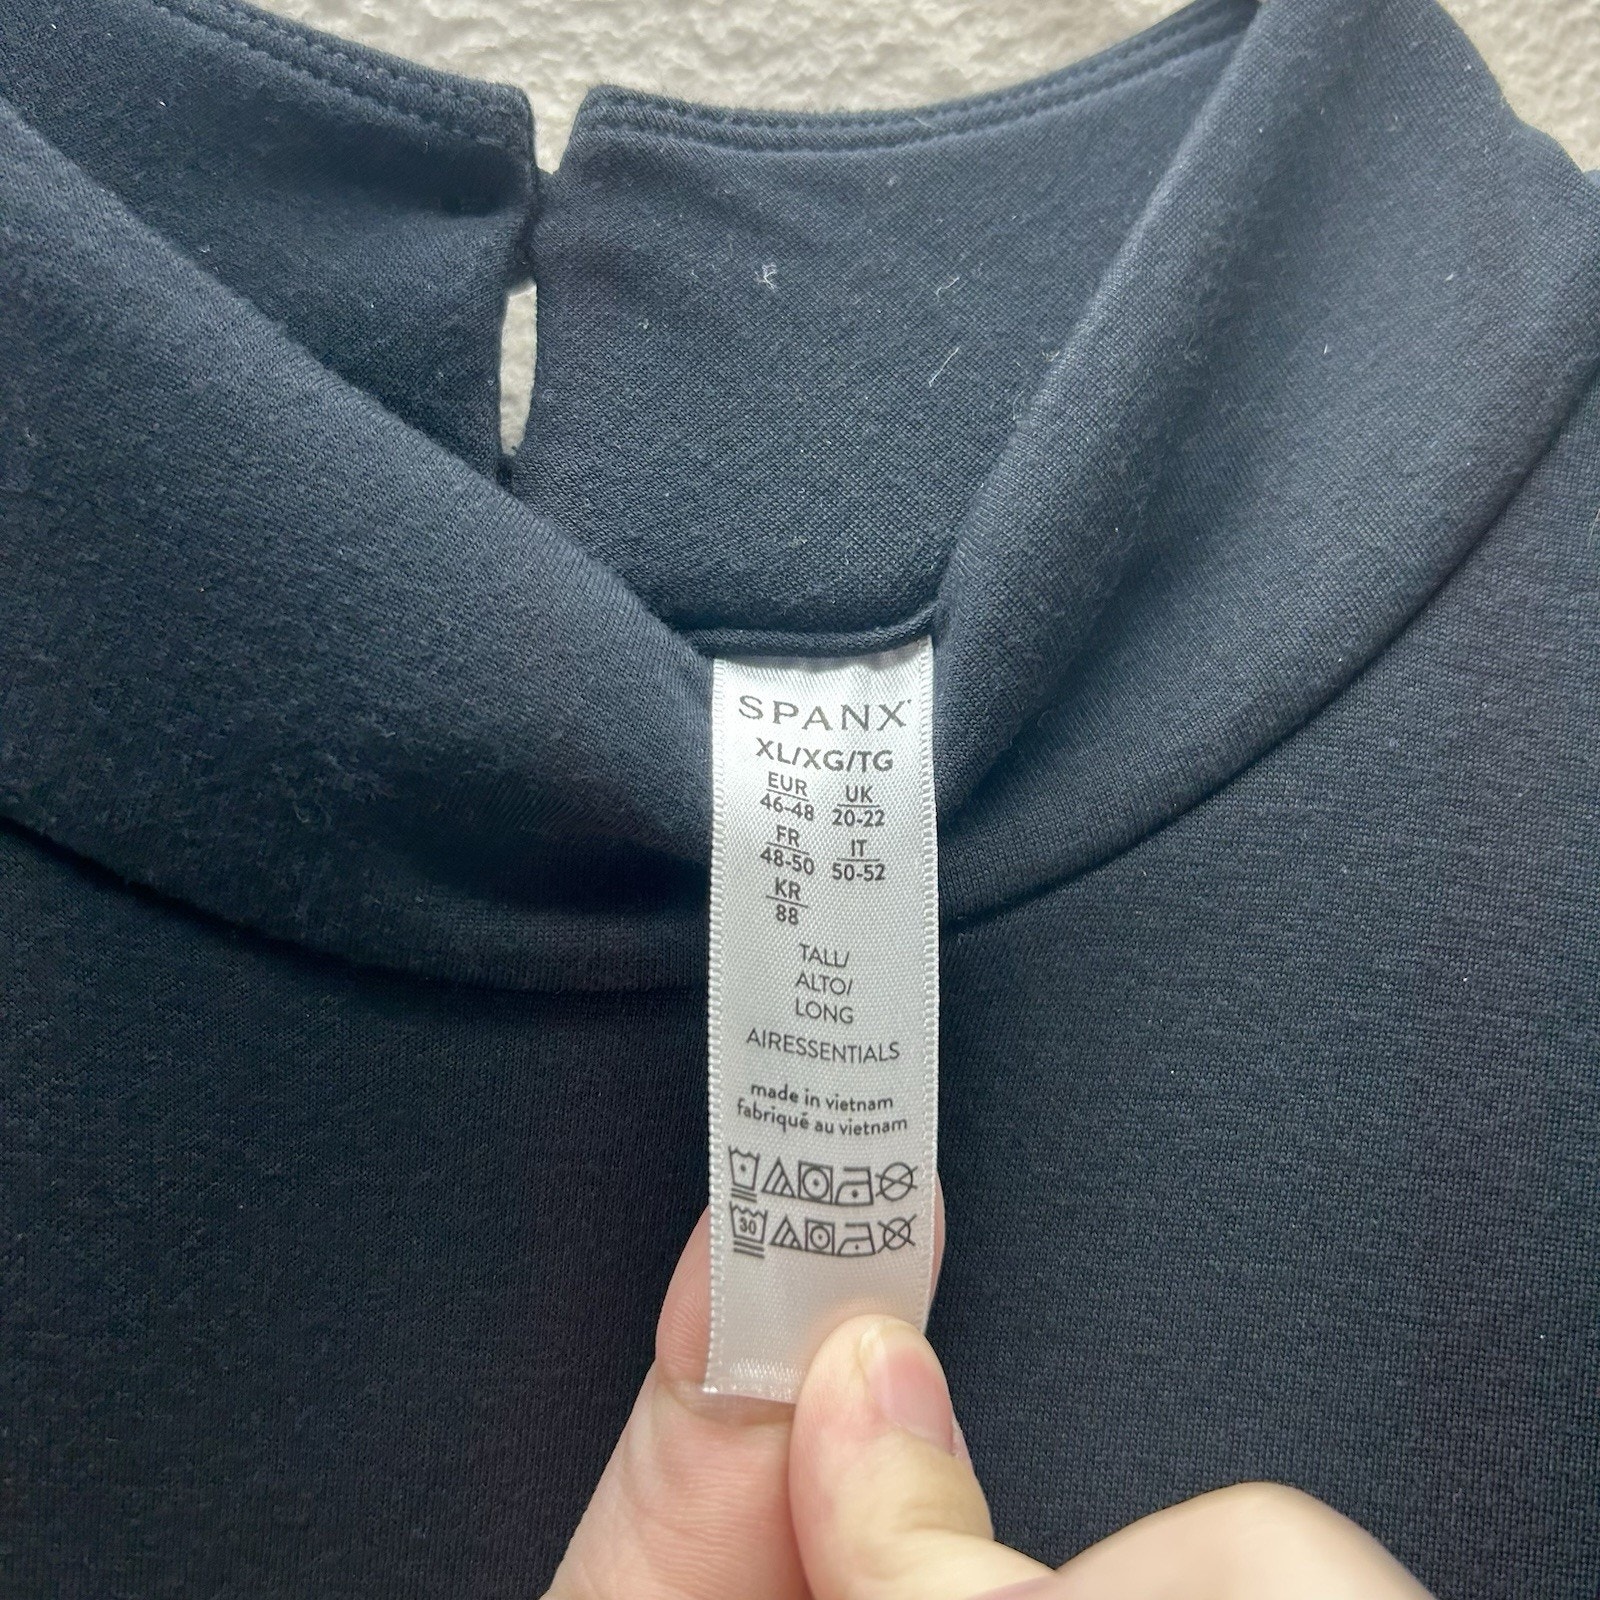 SPANX
XL/XG/TG
EUR UK
46-48 20-22
FR IT
48-50 50-52
KR
88
TALL/
ALTO/
LONG
AIRESSENTIALS
made in vietnam
fabriqué au vietnam
30